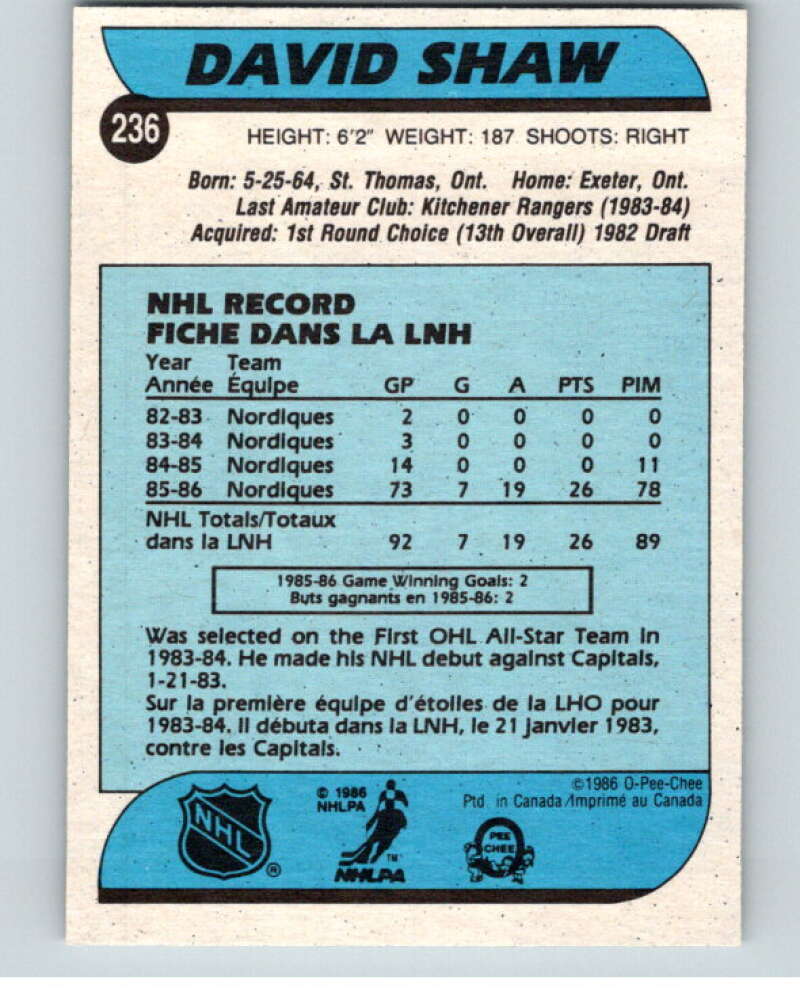 DAVID SHAW
236
HEIGHT: 6'2" WEIGHT: 187 SHOOTS: RIGHT
Born: 5-25-64, St. Thomas, Ont. Home: Exeter, Ont.
Last Amateur Club: Kitchener Rangers (1983-84)
Acquired: 1st Round Choice (13th Overall) 1982 Draft
NHL RECORD
FICHE DANS LA LNH
Year Team
Année Équipe GP G A PTS PIM
82-83 Nordiques 2 0 0 0 0
83-84 Nordiques 3 0 0 0 0
84-85 Nordiques 14 0 0 0 11
85-86 Nordiques 73 7 19 26 78
NHL Totals/Totaux
dans la LNH 92 7 19 26 89
1985-86 Game Winning Goals: 2
Buts gagnants en 1985-86: 2
Was selected on the First OHL All-Star Team in
1983-84. He made his NHL debut against Capitals,
1-21-83.
Sur la première équipe d'étoiles de la LHO pour
1983-84. Il débuta dans la LNH, le 21 janvier 1983,
contre les Capitals.
©1986 O-Pee-Chee
Ptd. in Canada/Imprimé au Canada
© 1986
NHLPA
NHL
®
TM
NHLPA
PEE
CHEE